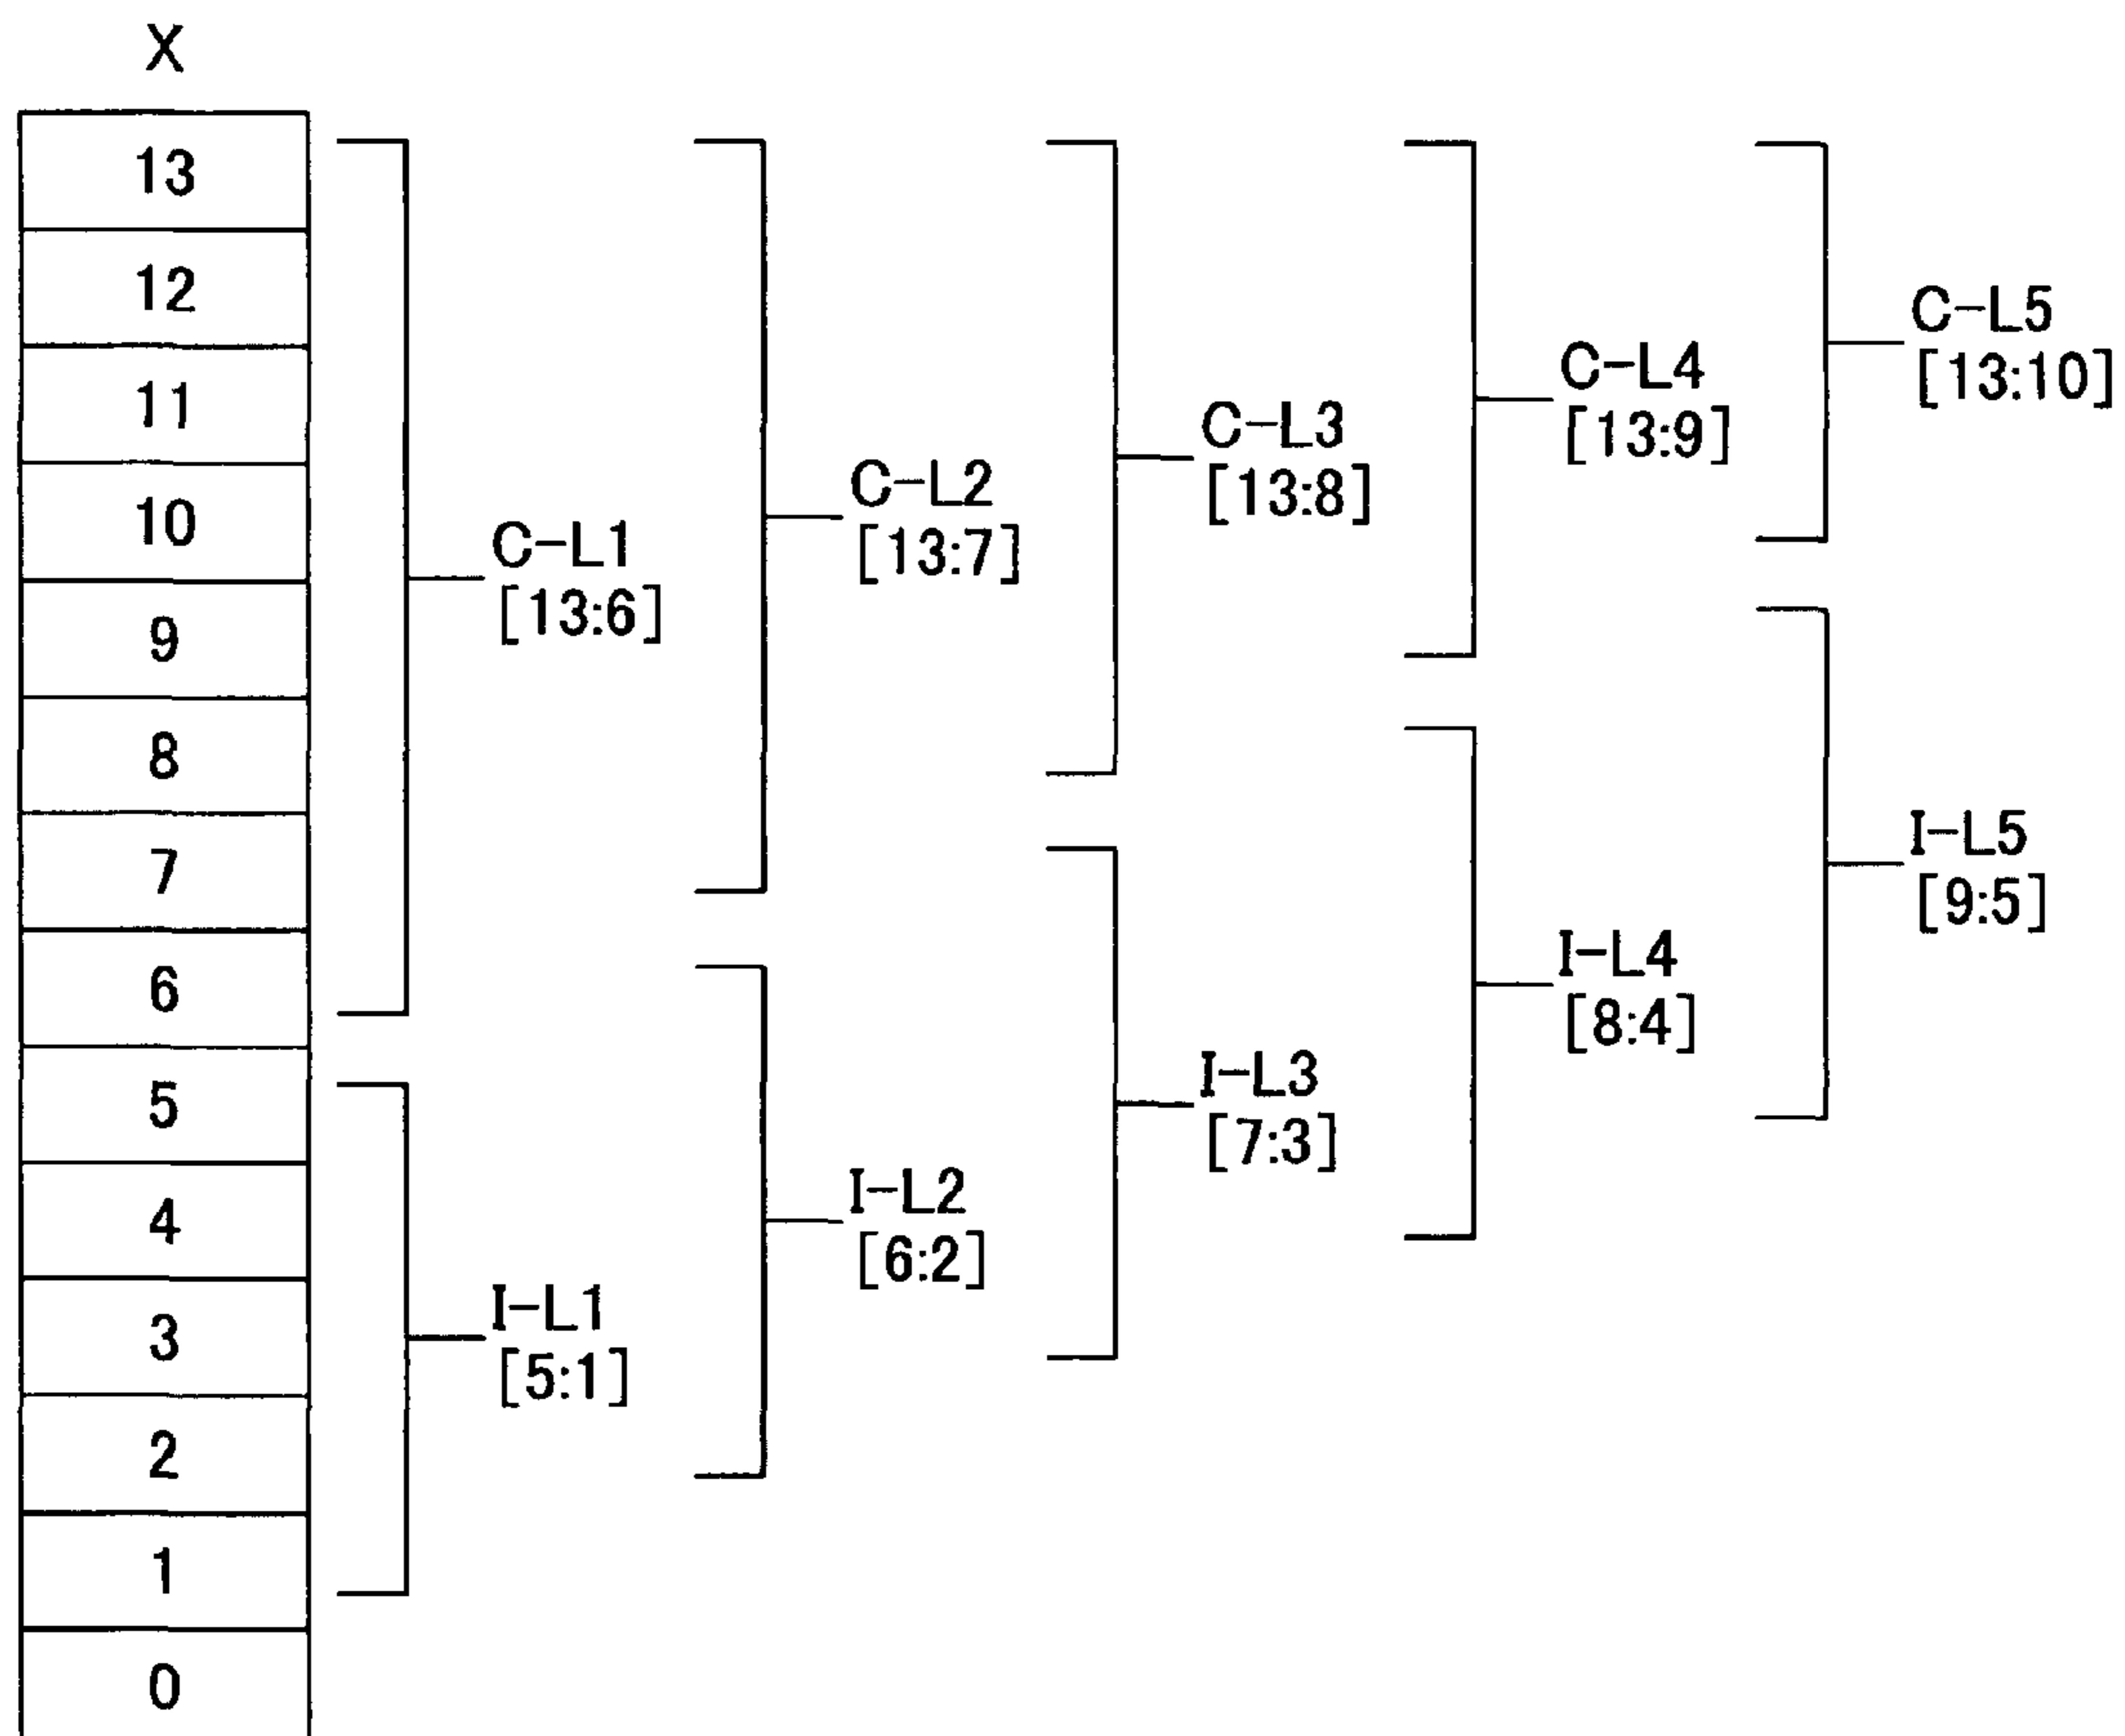 X
13
12
11
10
9
8
7
6
5
4
3
2
1
0
C-L1
[13:6]
I-L1
[5:1]
C-L2
[13:7]
I-L2
[6:2]
C-L3
[13:8]
I-L3
[7:3]
C-L4
[13:9]
I-L4
[8:4]
C-L5
[13:10]
I-L5
[9:5]